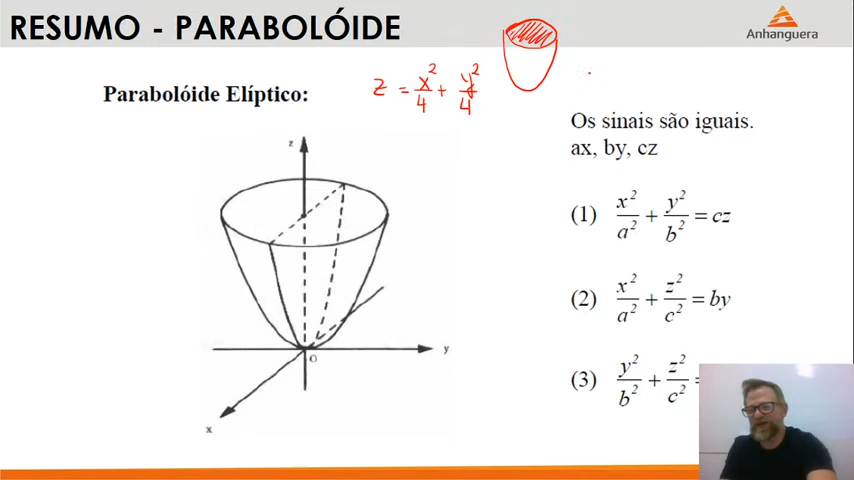 RESUMO - PARABOLÓIDE
Anhanguera
z = x²/4 + y²/4
Parabolóide Elíptico:
Os sinais são iguais.
ax, by, cz
(1) x²/a² + y²/b² = cz
(2) x²/a² + z²/c² = by
(3) y²/b² + z²/c² =
z
y
O
x